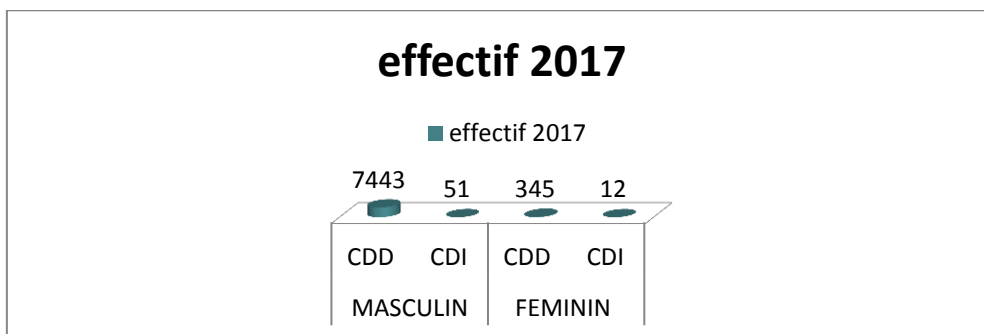 effectif 2017
effectif 2017
7443 51 345 12
CDD CDI CDD CDI
MASCULIN FEMININ